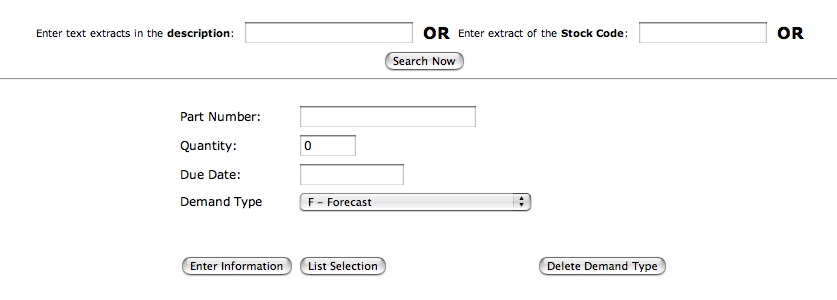 Enter text extracts in the description: OR Enter extract of the Stock Code: OR
Search Now
Part Number:
Quantity: 0
Due Date:
Demand Type F - Forecast
Enter Information List Selection Delete Demand Type